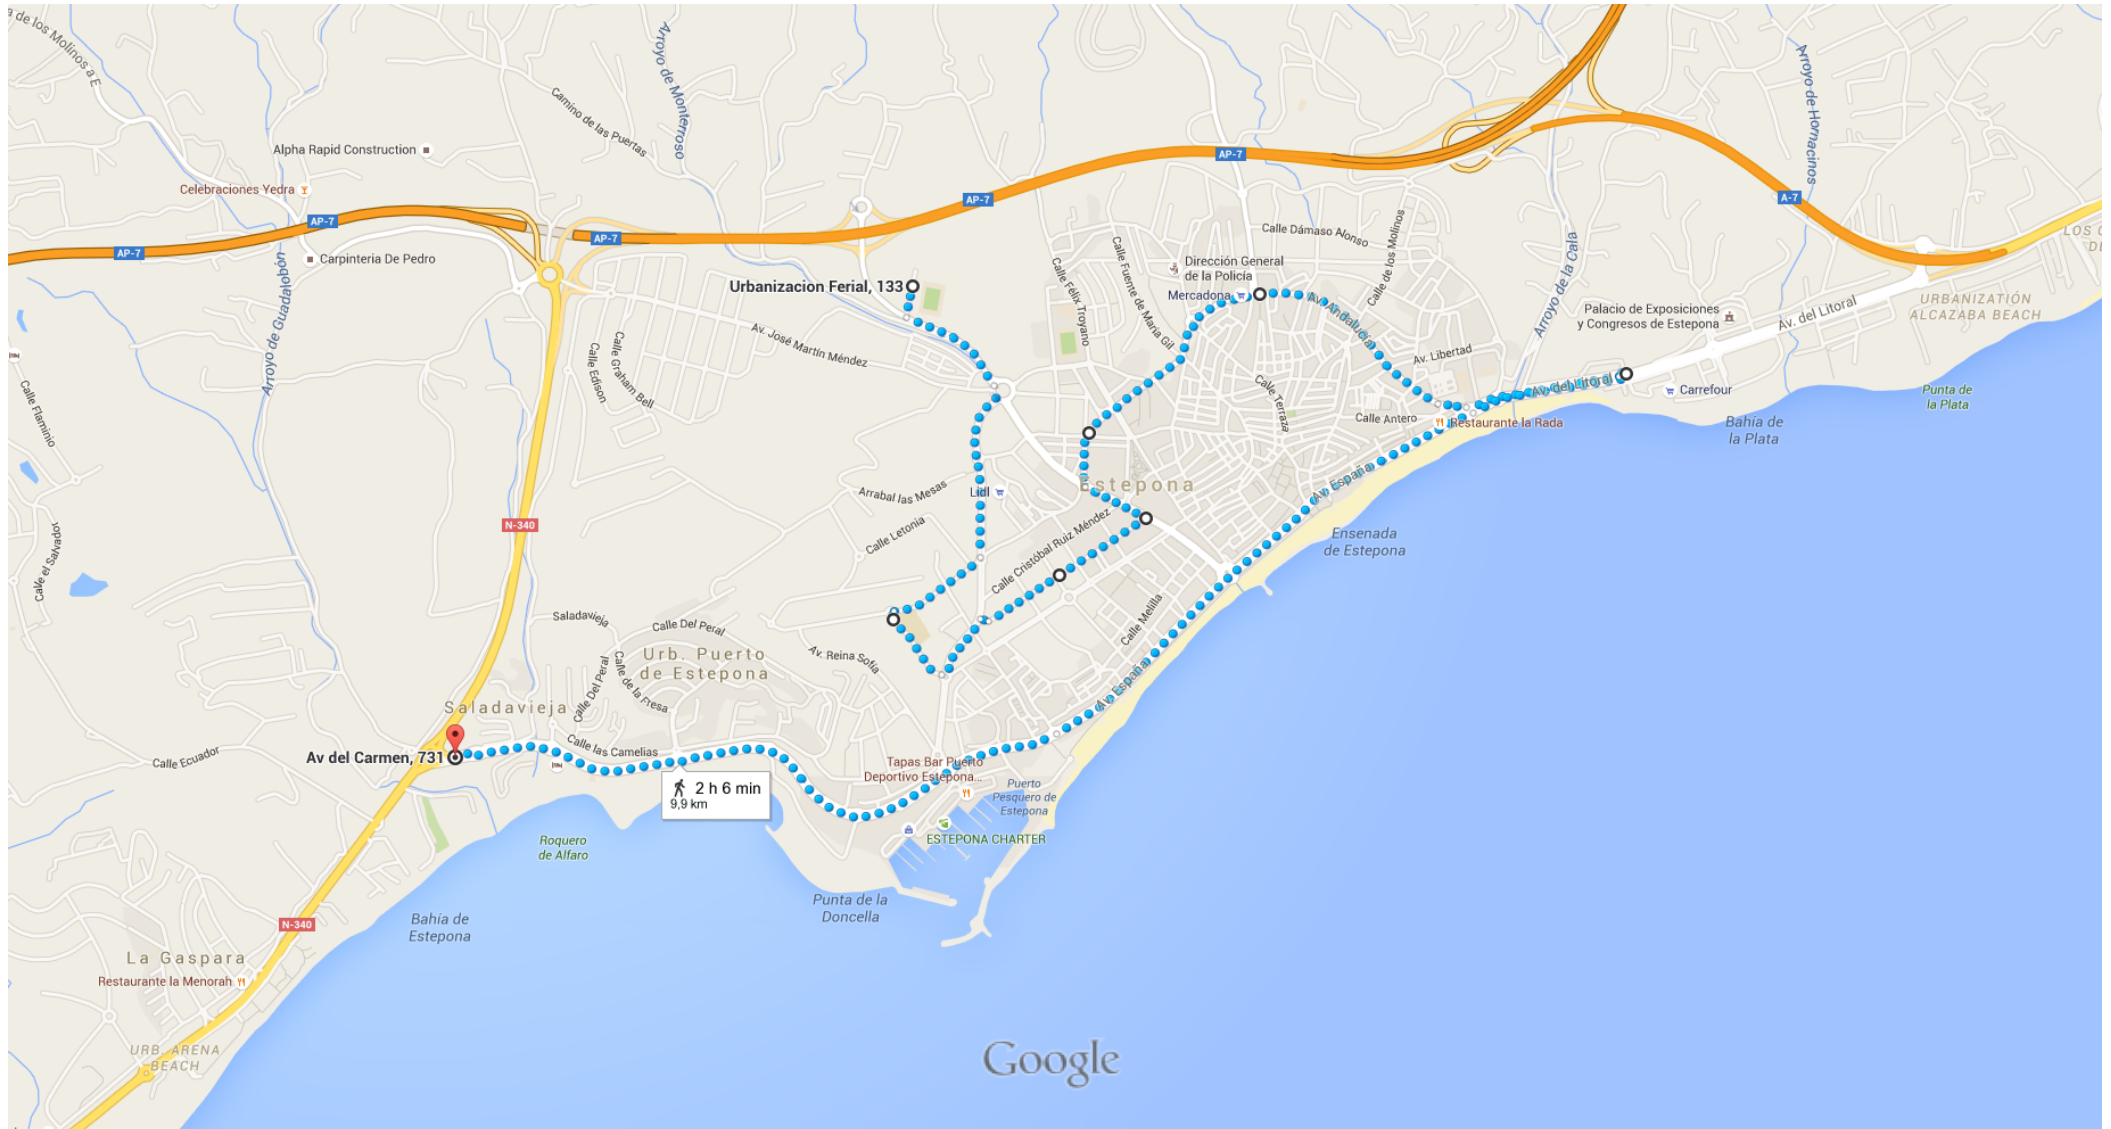 a de los Molinos a E
Arroyo de Monterroso
Camino de las Puertas
Arroyo de Hornacinos
Alpha Rapid Construction
AP-7
Celebraciones Yedra
AP-7
A-7
AP-7
AP-7
AP-7
Calle Dámaso Alonso
Calle de los Molinos
LOS
Carpinteria De Pedro
Arroyo de Guadalobón
Calle Félix Troyano
Calle Fuente de Maria Gil
Dirección General
de la Policía
Arroyo de la Cala
Urbanizacion Ferial, 133
Mercadona
Av. Andalucía
Palacio de Exposiciones
y Congresos de Estepona
Av. del Litoral
URBANIZATIÓN
ALCAZABA BEACH
Av. José Martín Méndez
Calle Edison
Calle Graham Bell
Av. Libertad
Av. del Litoral
Carrefour
Punta de
la Plata
Calle Flaminio
Calle Terraza
Calle Antero
Restaurante la Rada
Bahía de
la Plata
Arrabal las Mesas
Lidl
Estepona
Av. España
N-340
Calle Letonia
Calle Cristóbal Ruiz Méndez
Ensenada
de Estepona
Calle el Salvador
Saladavieja
Calle Del Peral
Calle Melilla
Urb. Puerto
de Estepona
Av. Reina Sofía
Calle Del Peral
Calle de la Fresa
Av. España
Saladavieja
Calle las Camelias
Av del Carmen, 731
Calle Ecuador
Tapas Bar Puerto
Deportivo Estepona...
2 h 6 min
9,9 km
Puerto
Pesquero de
Estepona
Roquero
de Alfaro
ESTEPONA CHARTER
Punta de la
Doncella
Bahía de
Estepona
N-340
La Gaspara
Restaurante la Menorah
URB. ARENA
BEACH
Google